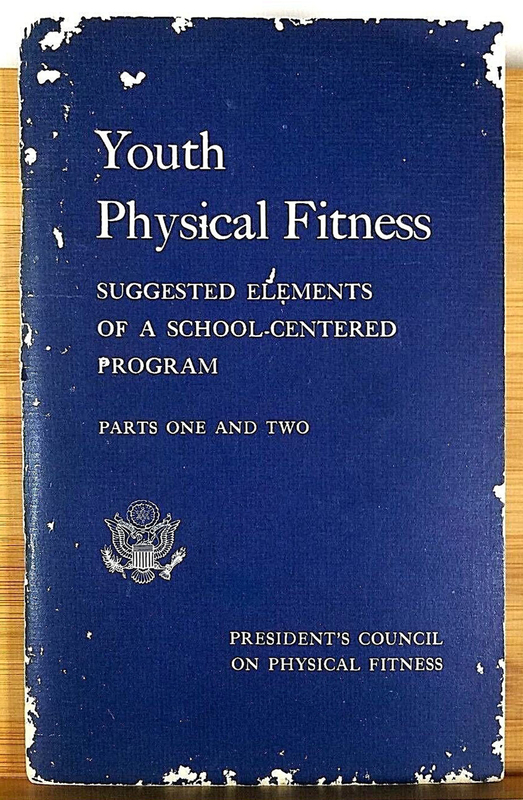 Youth
Physical Fitness
SUGGESTED ELEMENTS
OF A SCHOOL-CENTERED
PROGRAM
PARTS ONE AND TWO
PRESIDENT'S COUNCIL
ON PHYSICAL FITNESS